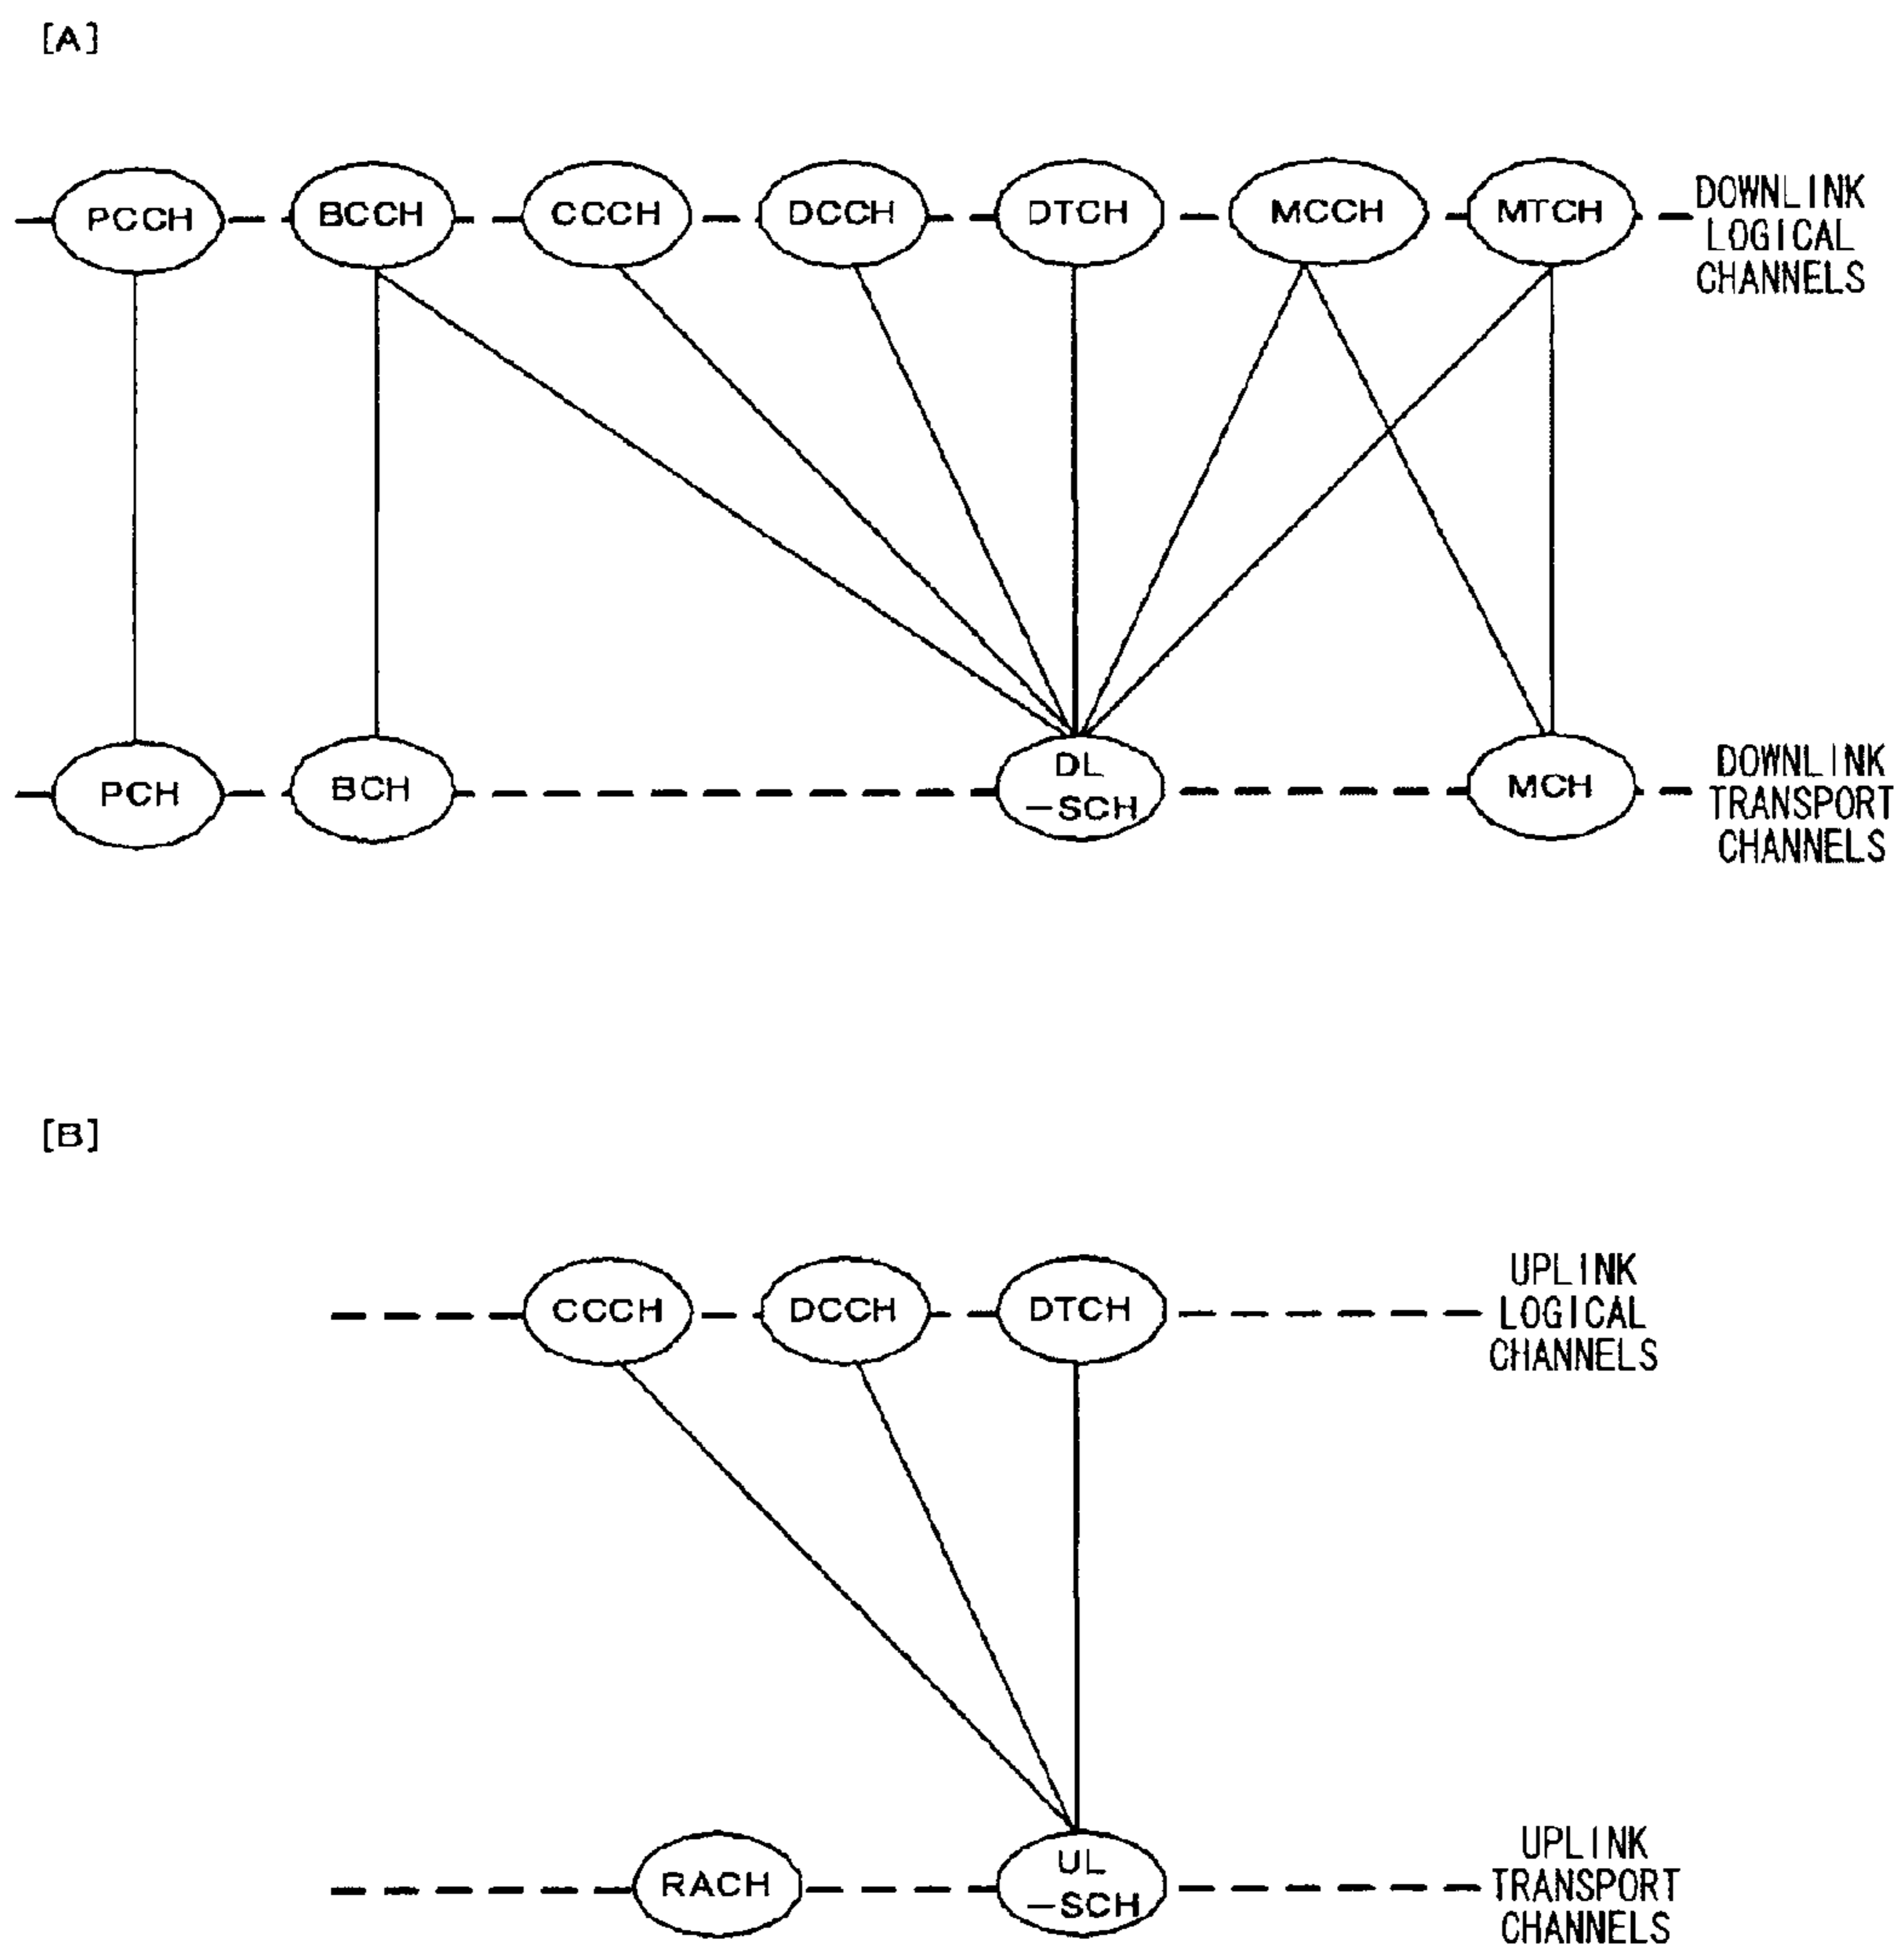 [A]
PCCH BCCH CCCH DCCH DTCH MCCH MTCH
DOWNLINK
LOGICAL
CHANNELS
PCH BCH DL
-SCH MCH
DOWNLINK
TRANSPORT
CHANNELS
[B]
CCCH DCCH DTCH
UPLINK
LOGICAL
CHANNELS
RACH UL
-SCH
UPLINK
TRANSPORT
CHANNELS